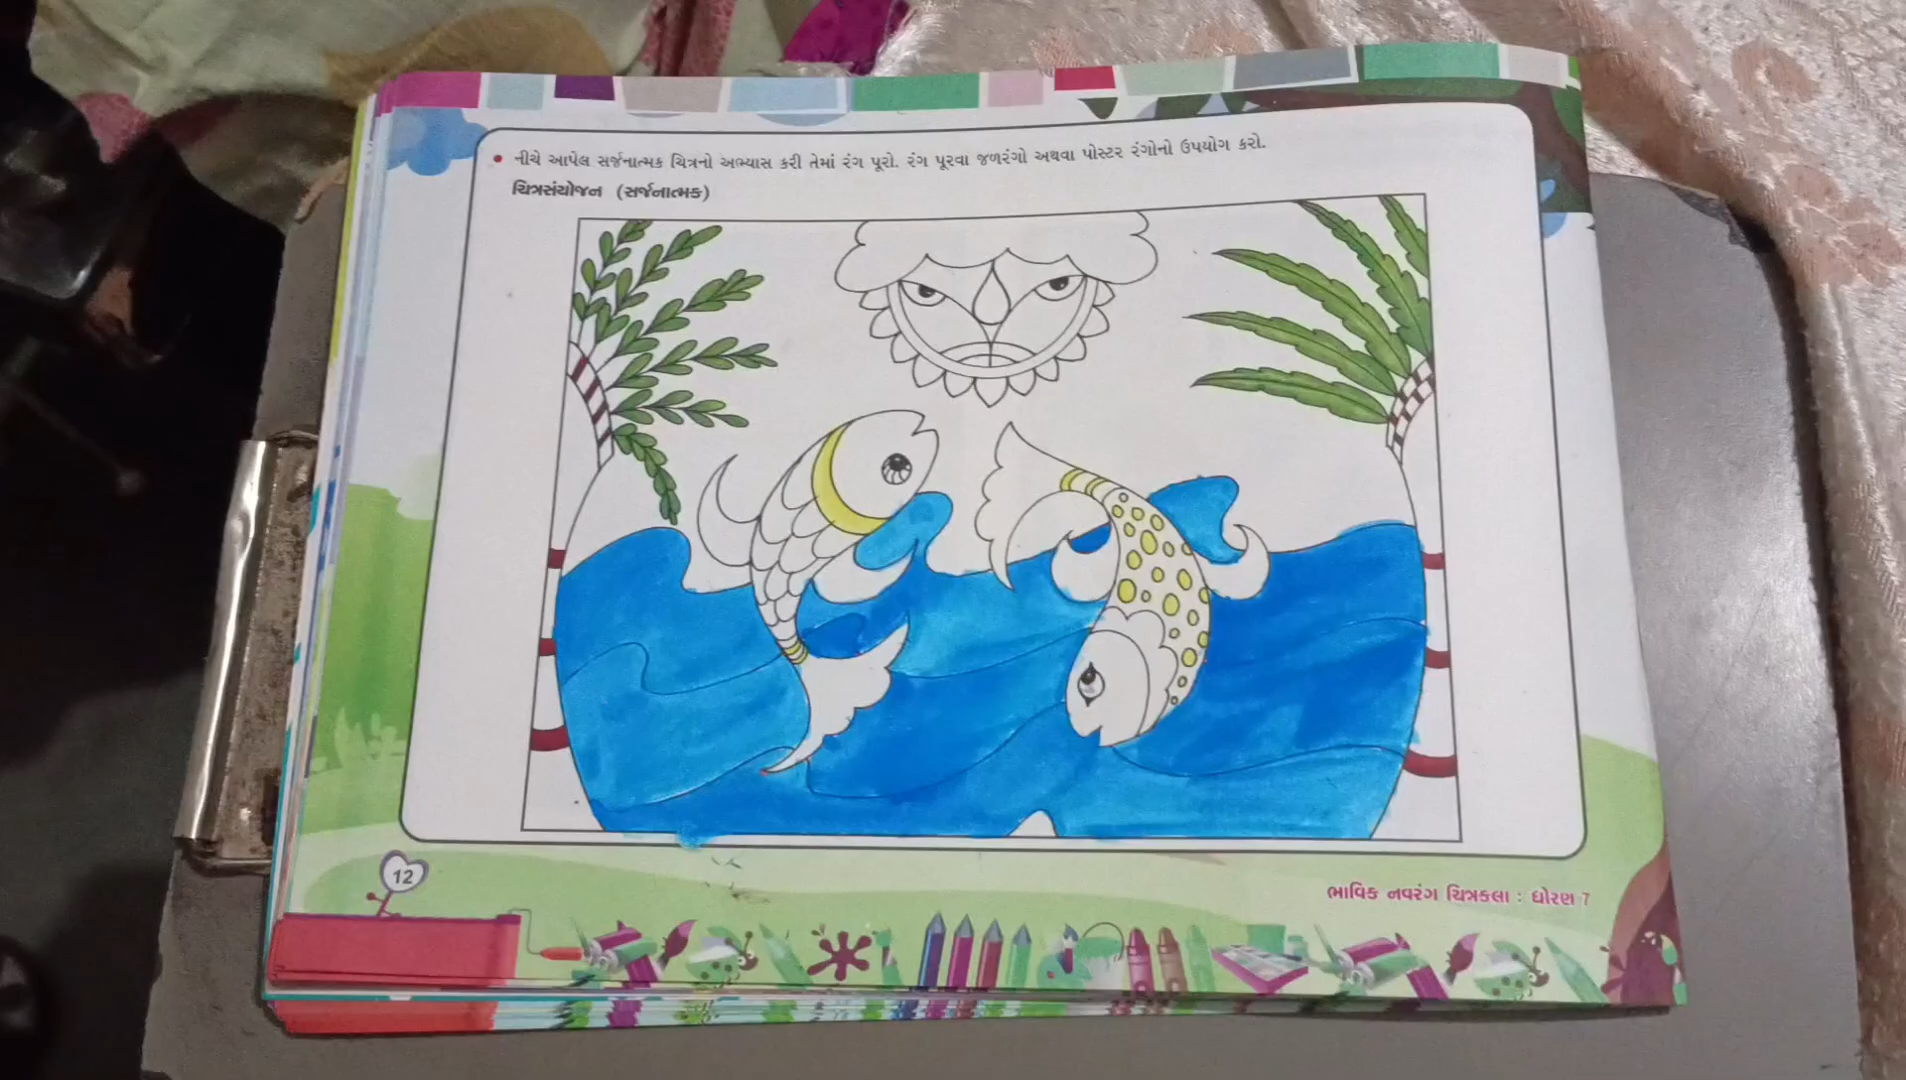 • નીચે આપેલ સર્જનાત્મક ચિત્રનો અભ્યાસ કરી તેમાં રંગ પૂરો. રંગ પૂરવા જળરંગો અથવા પોસ્ટર રંગોનો ઉપયોગ કરો.
ચિત્રસંયોજન (સર્જનાત્મક)
12
ભાવિક નવરંગ ચિત્રકલા : ધોરણ 7